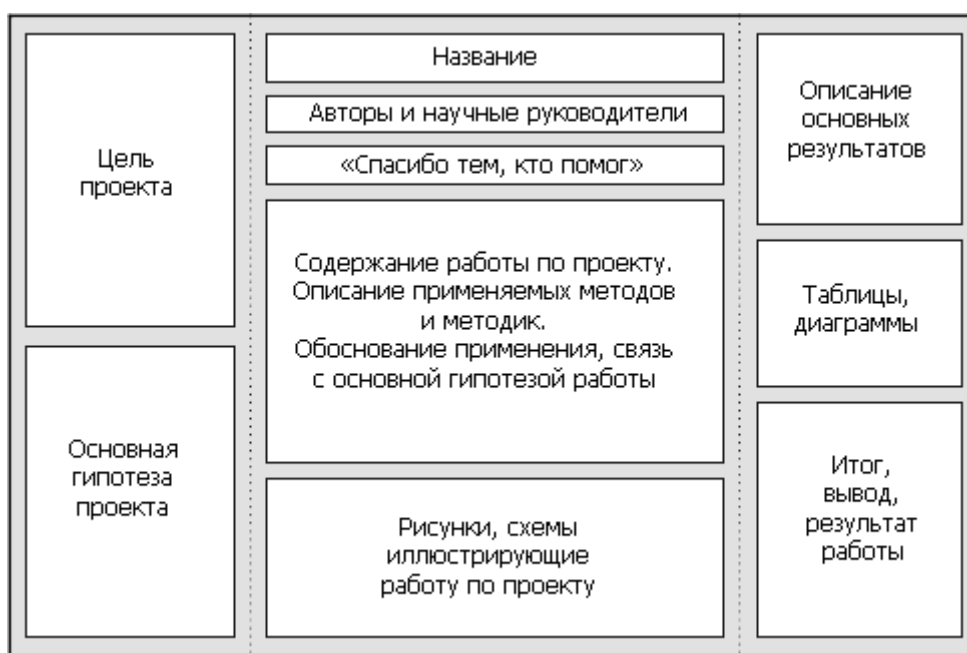 Цель
проекта
Основная
гипотеза
проекта
Название
Авторы и научные руководители
«Спасибо тем, кто помог»
Содержание работы по проекту.
Описание применяемых методов
и методик.
Обоснование применения, связь
с основной гипотезой работы
Рисунки, схемы
иллюстрирующие
работу по проекту
Описание
основных
результатов
Таблицы,
диаграммы
Итог,
вывод,
результат
работы